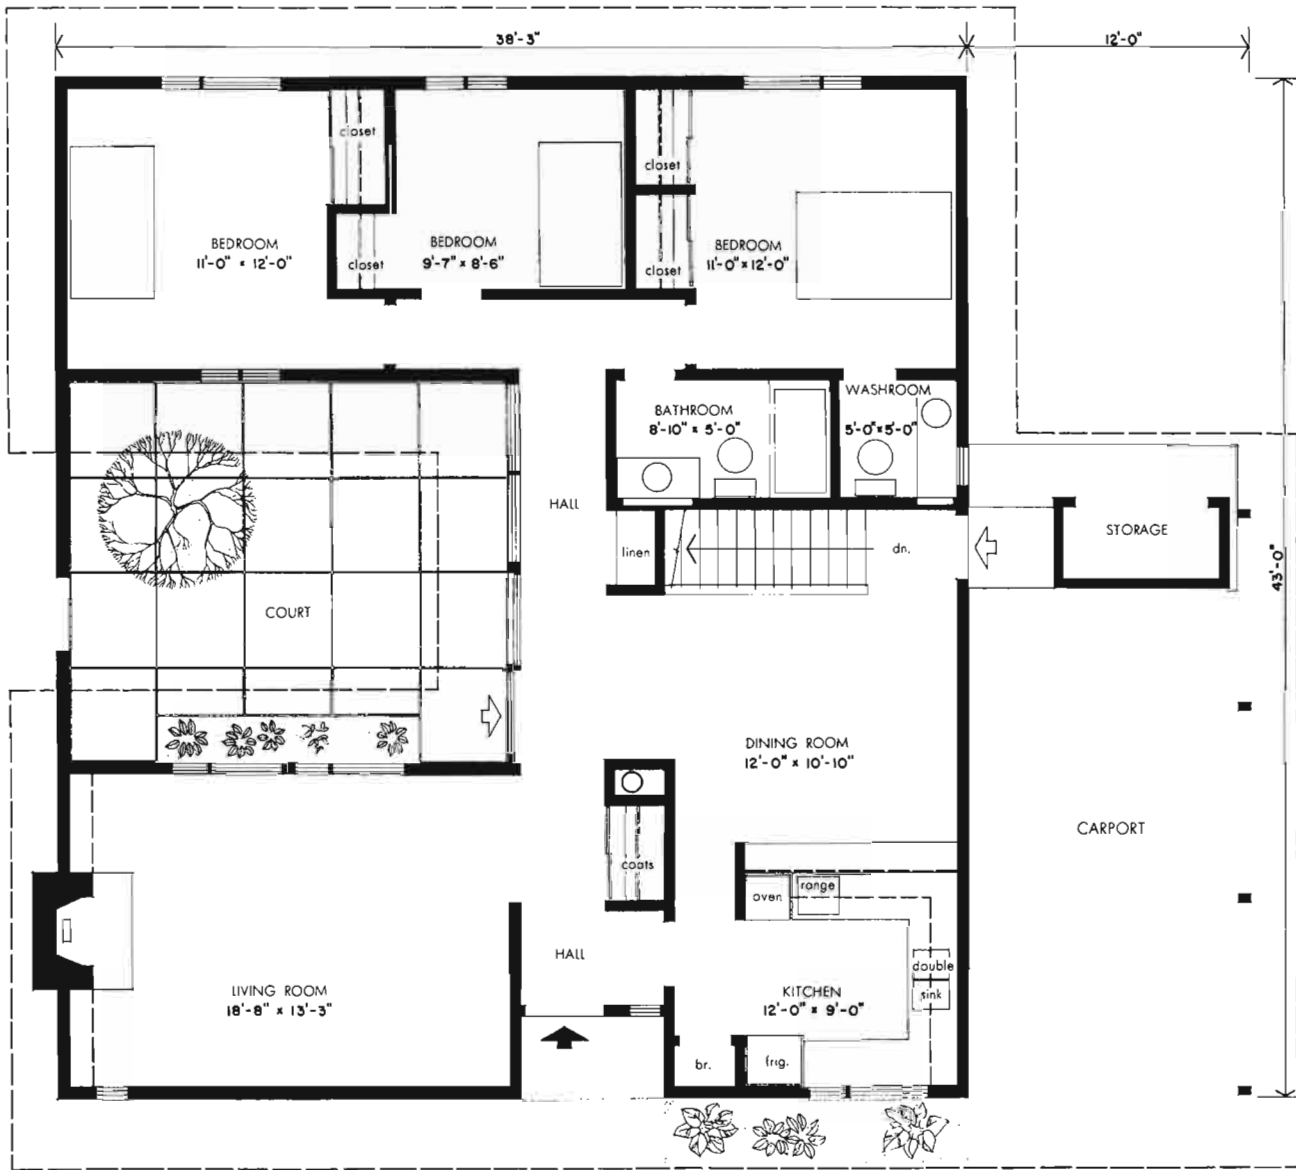 38'-3"
12'-0"
closet
closet
BEDROOM
11'-0" x 12'-0"
BEDROOM
9'-7" x 8'-6"
BEDROOM
11'-0" x 12'-0"
closet
closet
WASHROOM
5'-0" x 5'-0"
BATHROOM
8'-10" x 5'-0"
HALL
linen
dn.
STORAGE
43'-0"
COURT
DINING ROOM
12'-0" x 10'-10"
CARPORT
coats
oven
range
HALL
double
sink
LIVING ROOM
18'-8" x 13'-3"
KITCHEN
12'-0" x 9'-0"
br.
frig.